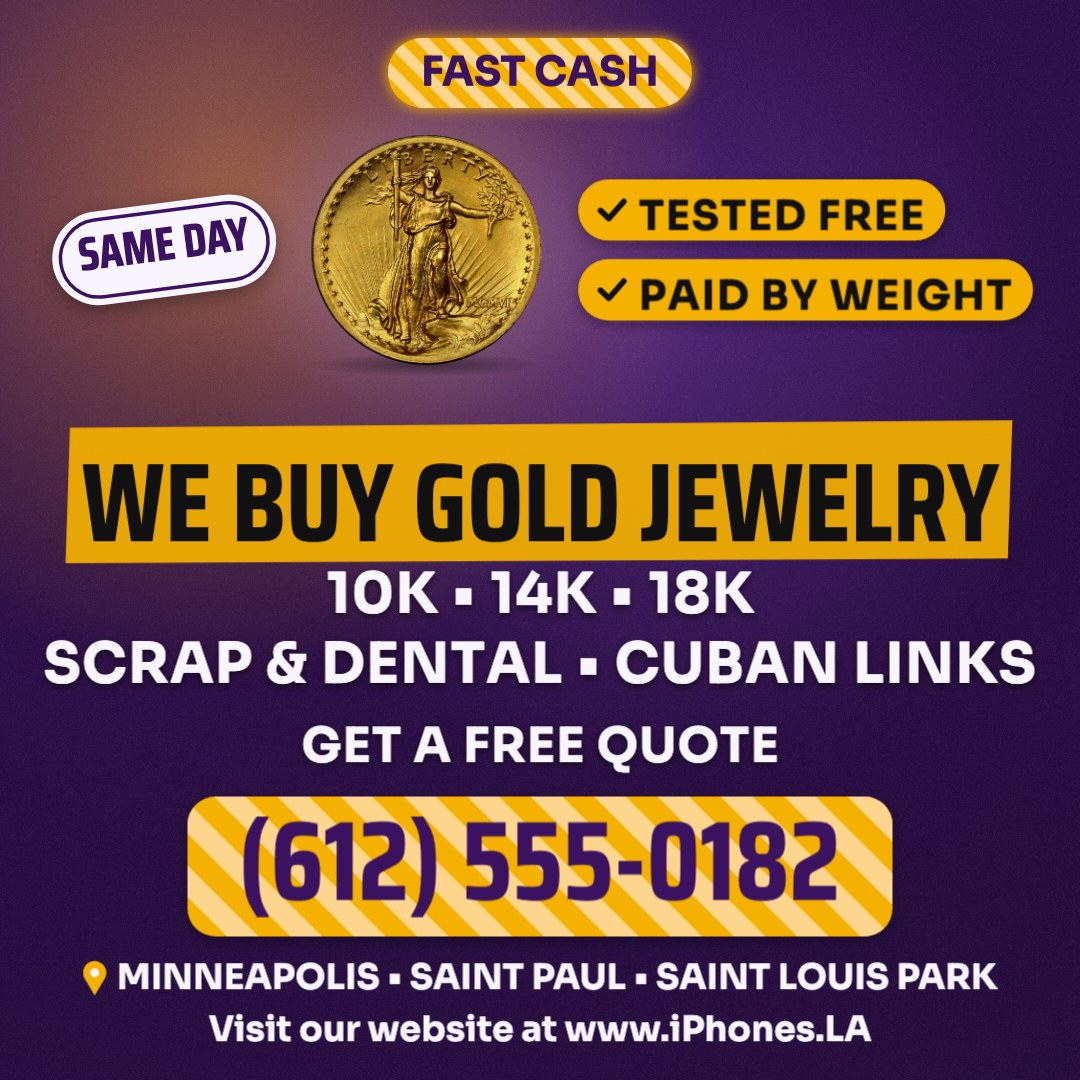 FAST CASH
SAME DAY
LIBERTY
✓ TESTED FREE
✓ PAID BY WEIGHT
WE BUY GOLD JEWELRY
10K ▪ 14K ▪ 18K
SCRAP & DENTAL ▪ CUBAN LINKS
GET A FREE QUOTE
(612) 555-0182
MINNEAPOLIS ▪ SAINT PAUL ▪ SAINT LOUIS PARK
Visit our website at www.iPhones.LA